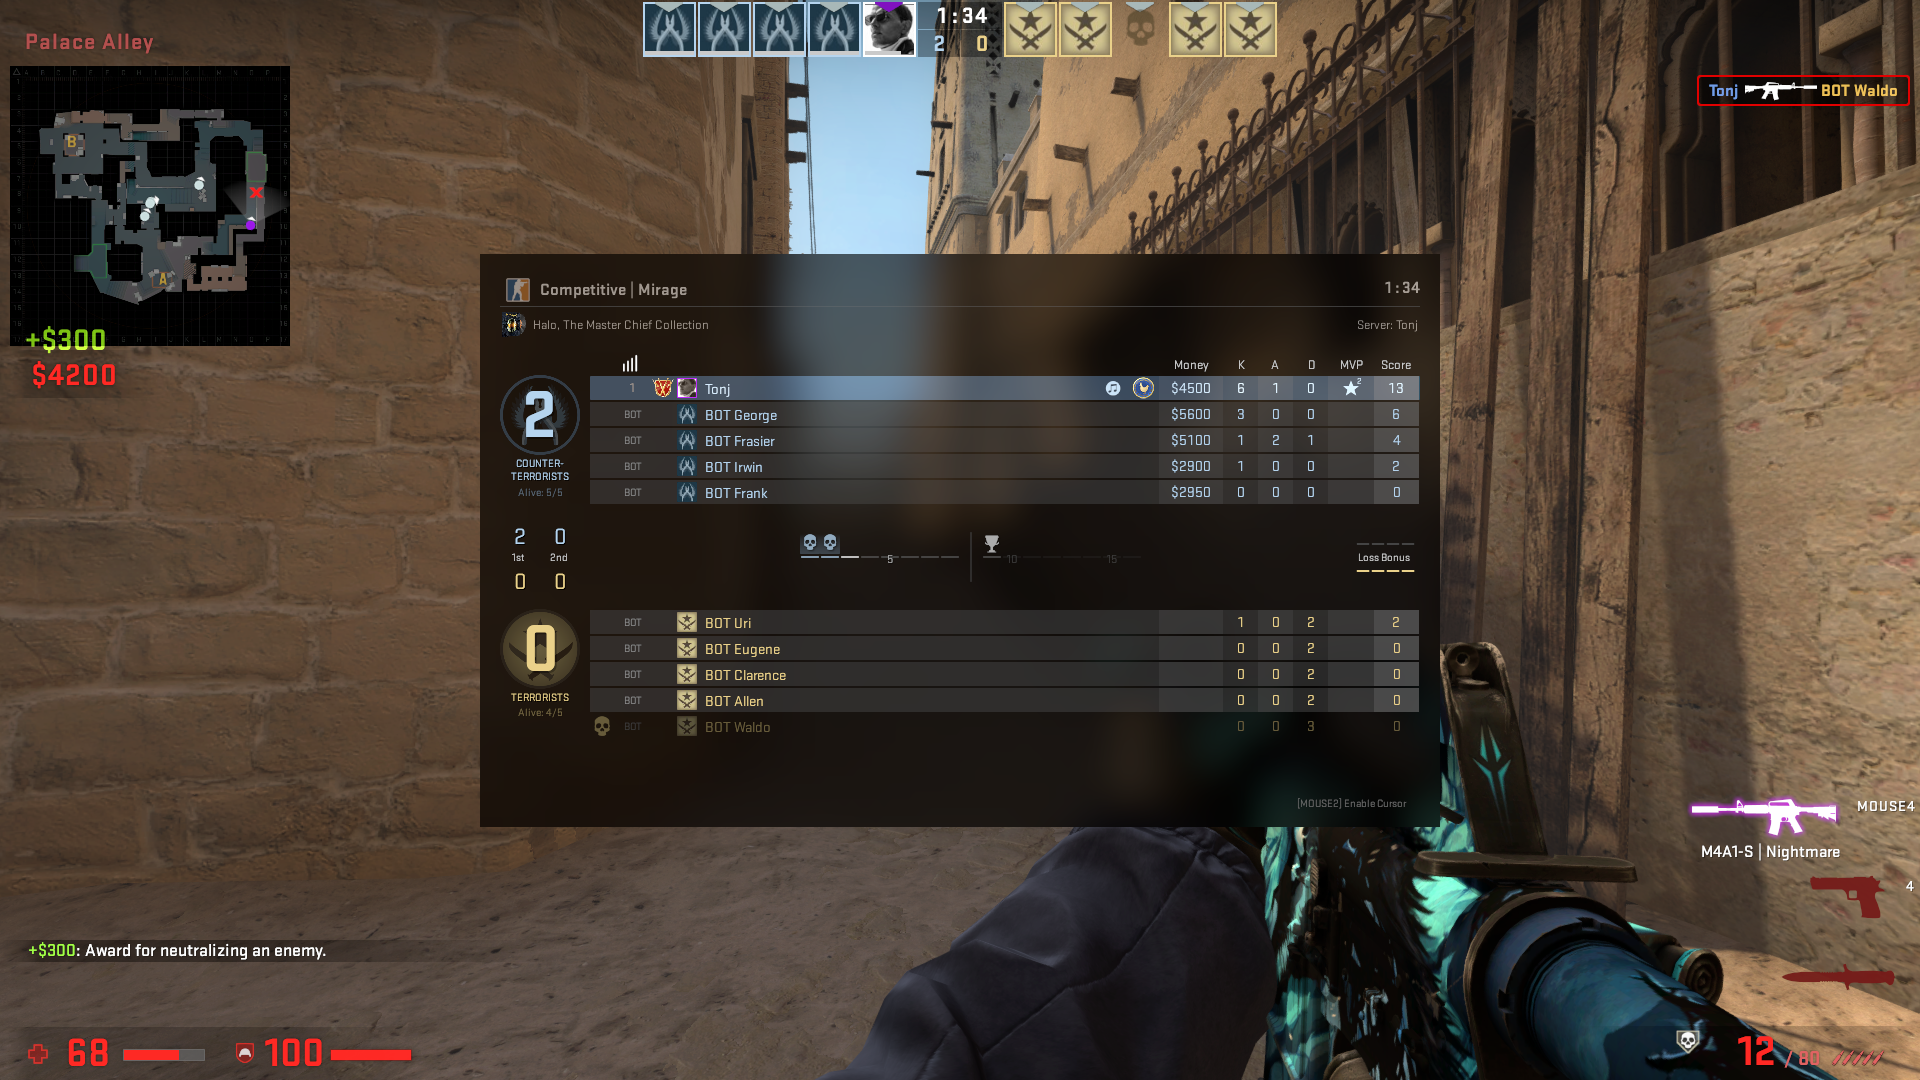 1:34
2 0
Palace Alley
Tonj BOT Waldo
B
A
+$300
$4200
Competitive | Mirage 1:34
Halo, The Master Chief Collection Server: Tonj
Money K A D MVP Score
1 Tonj $4500 6 1 0 2 13
BOT BOT George $5600 3 0 0 6
BOT BOT Frasier $5100 1 2 1 4
BOT BOT Irwin $2900 1 0 0 2
BOT BOT Frank $2950 0 0 0 0
2
COUNTER-
TERRORISTS
Alive: 5/5
2 0
1st 2nd
0 0
5 10 15
Loss Bonus
BOT BOT Uri 1 0 2 2
BOT BOT Eugene 0 0 2 0
BOT BOT Clarence 0 0 2 0
BOT BOT Allen 0 0 2 0
BOT BOT Waldo 0 0 3 0
0
TERRORISTS
Alive: 4/5
[MOUSE2] Enable Cursor
MOUSE4
M4A1-S | Nightmare
4
+$300: Award for neutralizing an enemy.
68 100
12 / 80